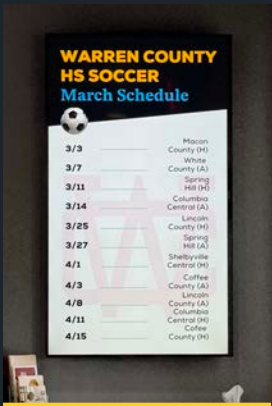 WARREN COUNTY
HS SOCCER
March Schedule
3/3 Macon
County (H)
3/7 White
County (A)
3/11 Spring
Hill (H)
3/14 Columbia
Central (A)
3/25 Lincoln
County (H)
3/27 Spring
Hill (A)
4/1 Shelbyville
Central (H)
4/3 Coffee
County (A)
4/8 Lincoln
County (A)
4/11 Columbia
Central (H)
4/15 Cofee
County (H)